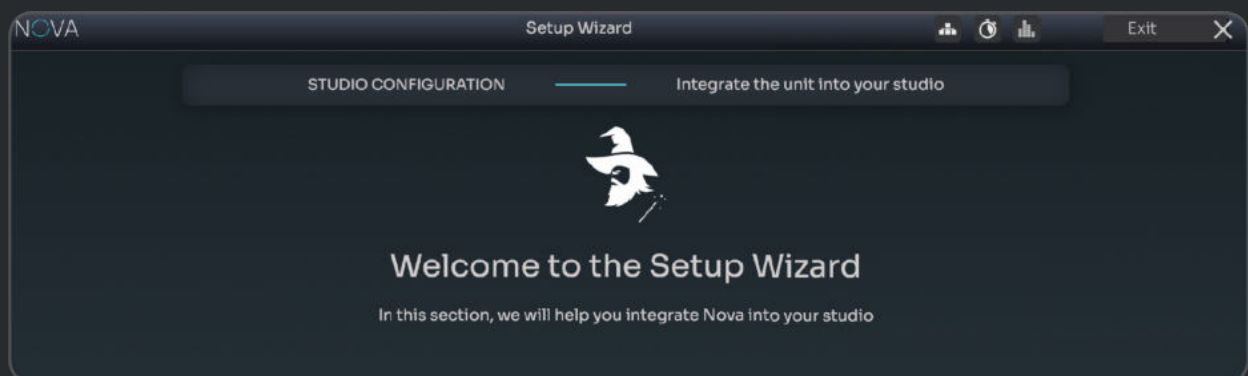 NOVA
Setup Wizard
Exit
STUDIO CONFIGURATION
Integrate the unit into your studio
Welcome to the Setup Wizard
In this section, we will help you integrate Nova into your studio